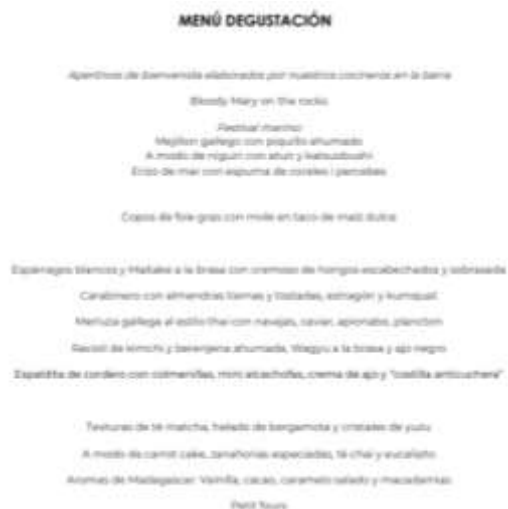 MENÚ DEGUSTACIÓN
Aperitivos de bienvenida elaborados por nuestros cocineros en la barra
Bloody Mary on the rocks
Festival marino:
Mejillon gallego con piquillo ahumado
A modo de niguiri con atun y katsuobushi
Erizo de mar con espuma de corales i percebes
Copos de foie gras con mole en taco de maíz dulce
Espárragos blancos y Maitake a la brasa con cremoso de hongos escabechados y sobrasada
Carabinero con almendras tiernas y tostadas, estragón y kumquat
Merluza gallega al estilo thai con navajas, caviar, plancton
Ravioli de kimchi y berenjena ahumada, Wagyu a la brasa y ajo negro
Espaldita de cordero con colmenillas, mini alcachofas, crema de ajo y "costilla anticuchera"
Texturas de té matcha, helado de bergamota y cristales de yuzu
A modo de carrot cake, zanahorias especiadas, té chai y eucalipto
Aromas de Madagascar: Vainilla, cacao, caramelo salado y macadamias
Petit fours